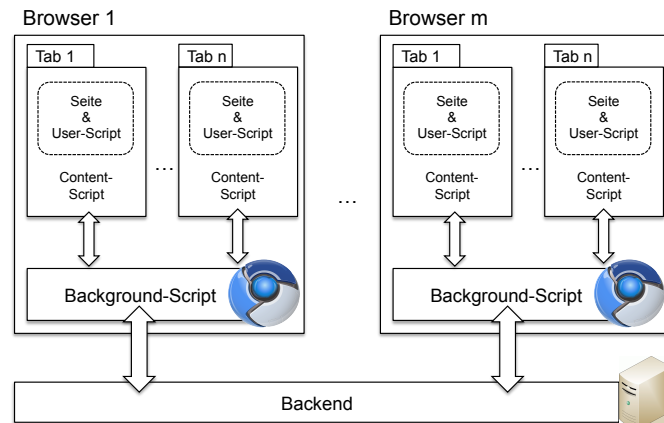 Browser 1
Tab 1
Seite
&
User-Script
Content-
Script
...
Tab n
Seite
&
User-Script
Content-
Script
Background-Script
...
Browser m
Tab 1
Seite
&
User-Script
Content-
Script
...
Tab n
Seite
&
User-Script
Content-
Script
Background-Script
Backend